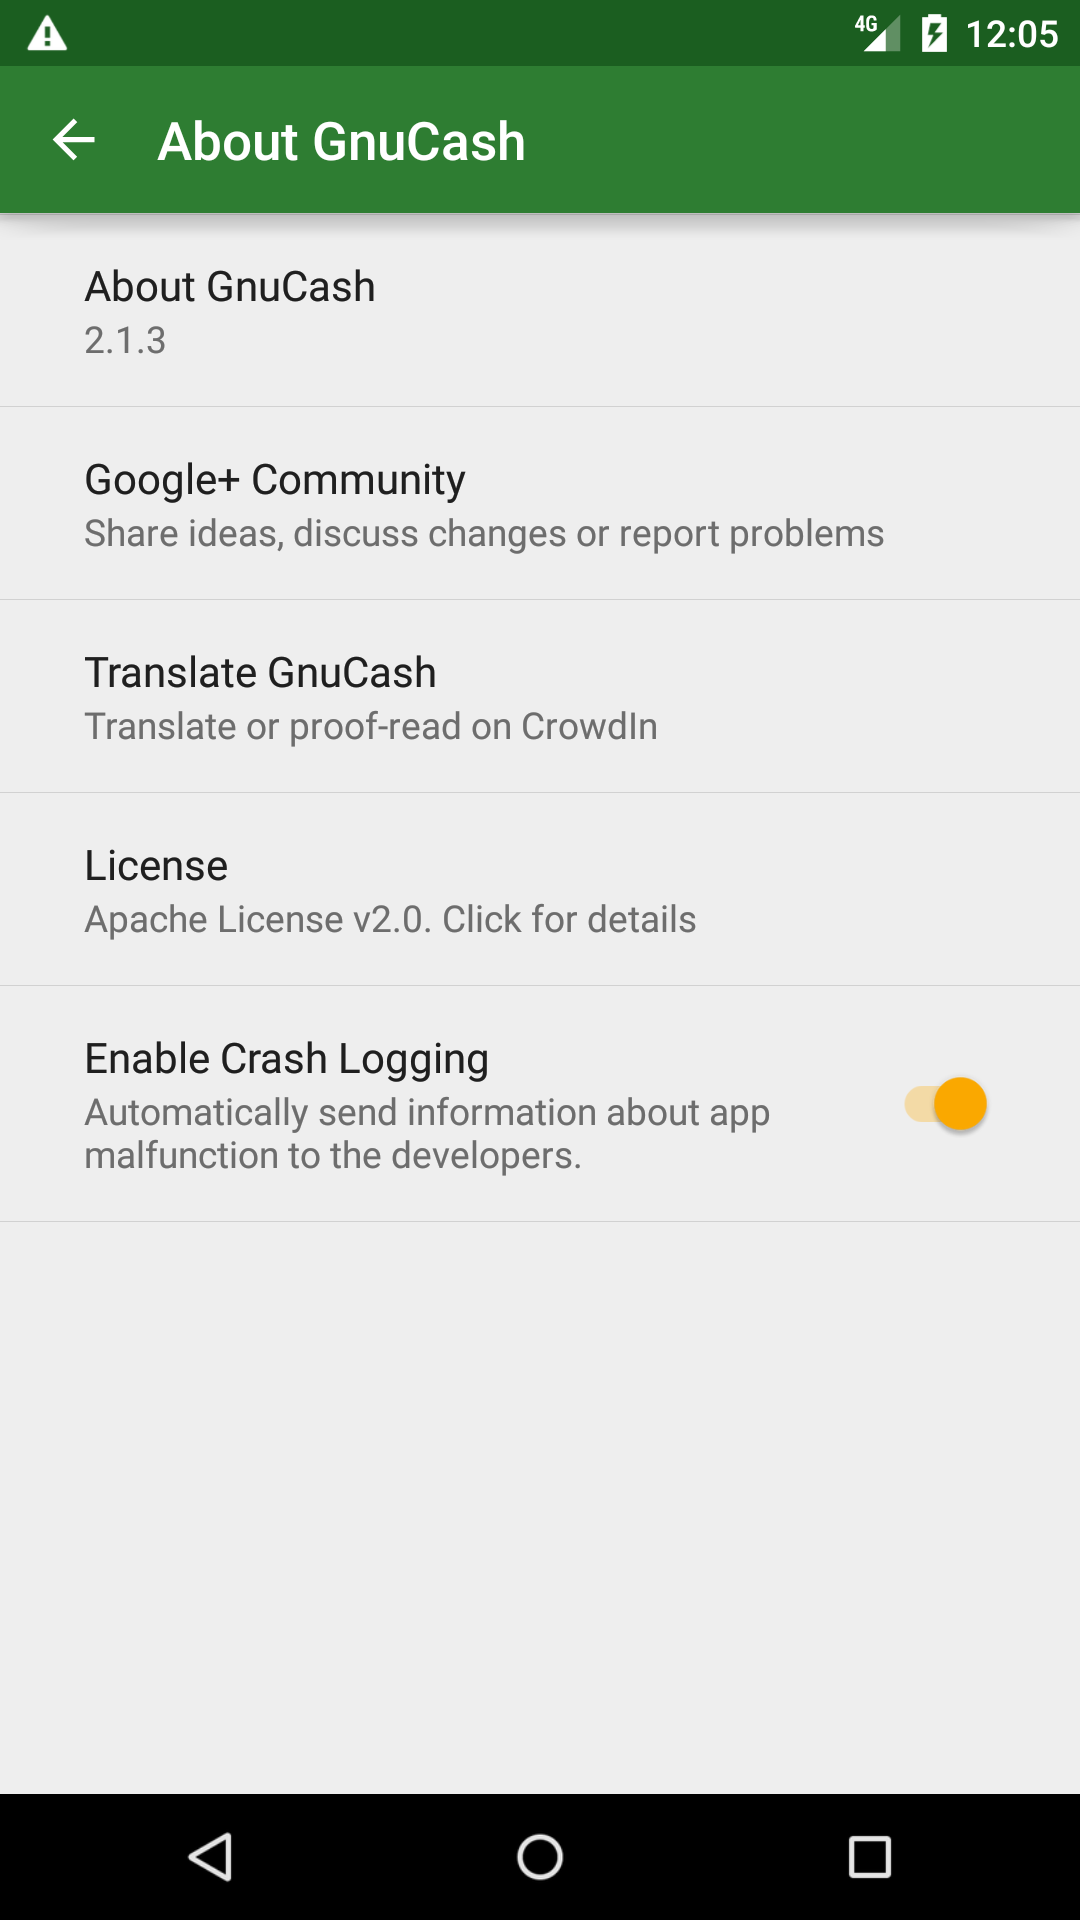 4G 12:05
About GnuCash
About GnuCash
2.1.3
Google+ Community
Share ideas, discuss changes or report problems
Translate GnuCash
Translate or proof-read on CrowdIn
License
Apache License v2.0. Click for details
Enable Crash Logging
Automatically send information about app
malfunction to the developers.